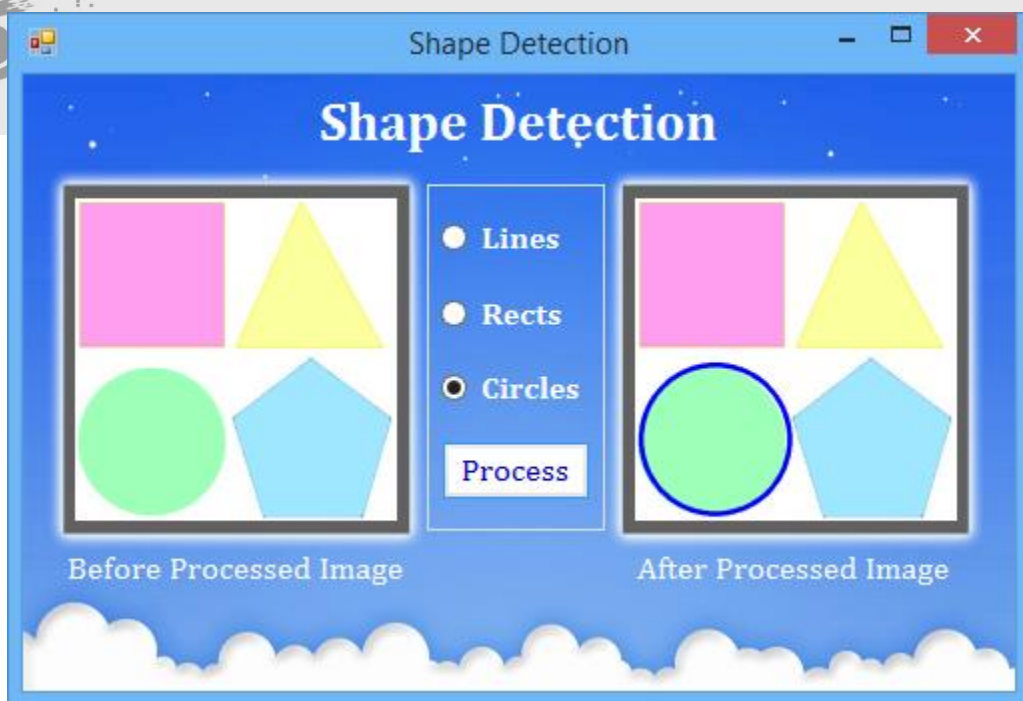 Shape Detection
Shape Detection
Lines
Rects
Circles
Process
Before Processed Image
After Processed Image